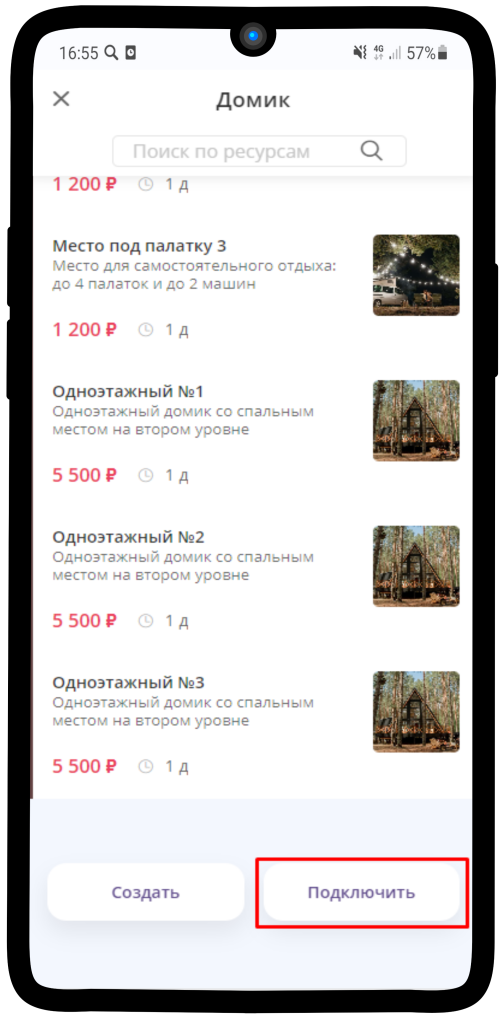 16:55 4G 57%
Домик
Поиск по ресурсам
1 200 ₽ 1 д
Место под палатку 3
Место для самостоятельного отдыха:
до 4 палаток и до 2 машин
1 200 ₽ 1 д
Одноэтажный №1
Одноэтажный домик со спальным
местом на втором уровне
5 500 ₽ 1 д
Одноэтажный №2
Одноэтажный домик со спальным
местом на втором уровне
5 500 ₽ 1 д
Одноэтажный №3
Одноэтажный домик со спальным
местом на втором уровне
5 500 ₽ 1 д
Создать Подключить